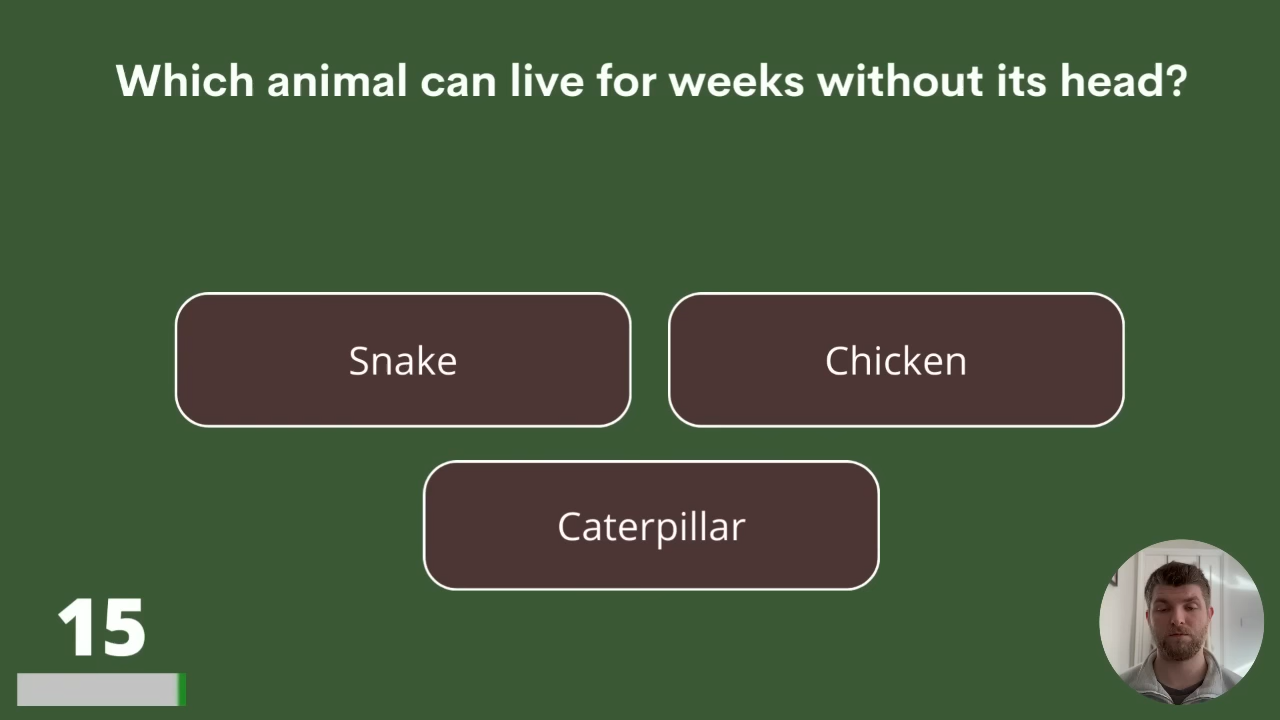 Which animal can live for weeks without its head?
Snake
Chicken
Caterpillar
15